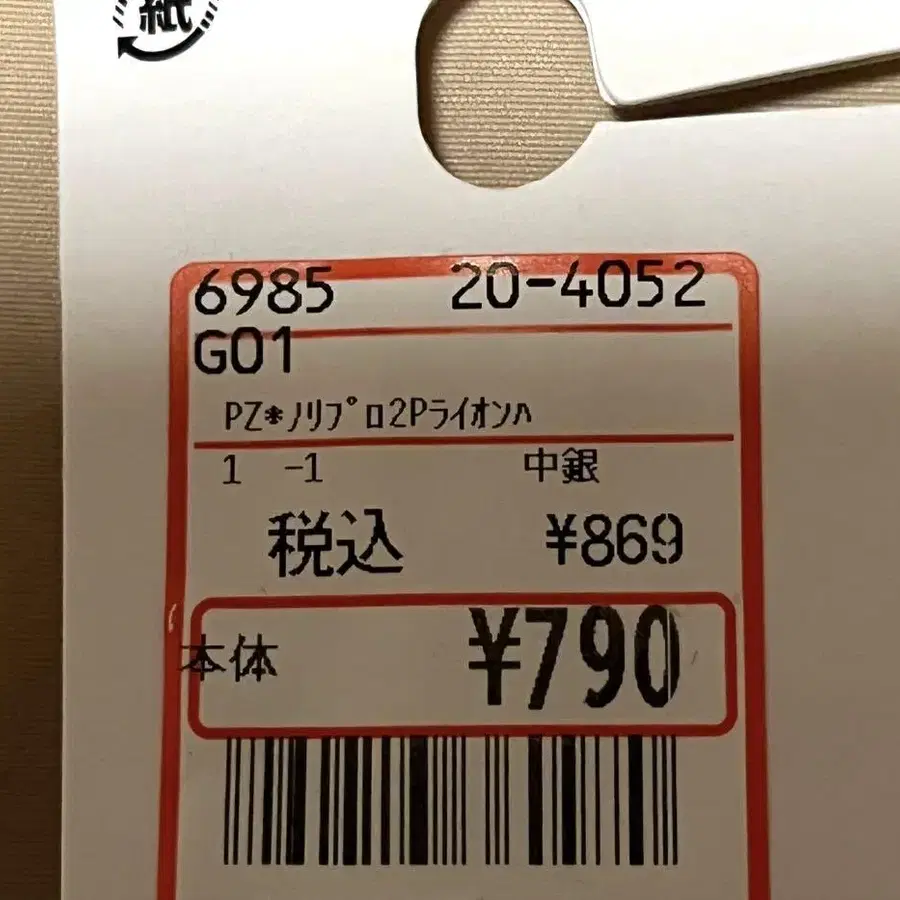 紙
6985 20-4052
G01
PZ*ﾉﾘﾌﾟﾛ2Pﾗｲｵﾝﾊ
1 -1 中銀
税込 ¥869
本体 ¥790